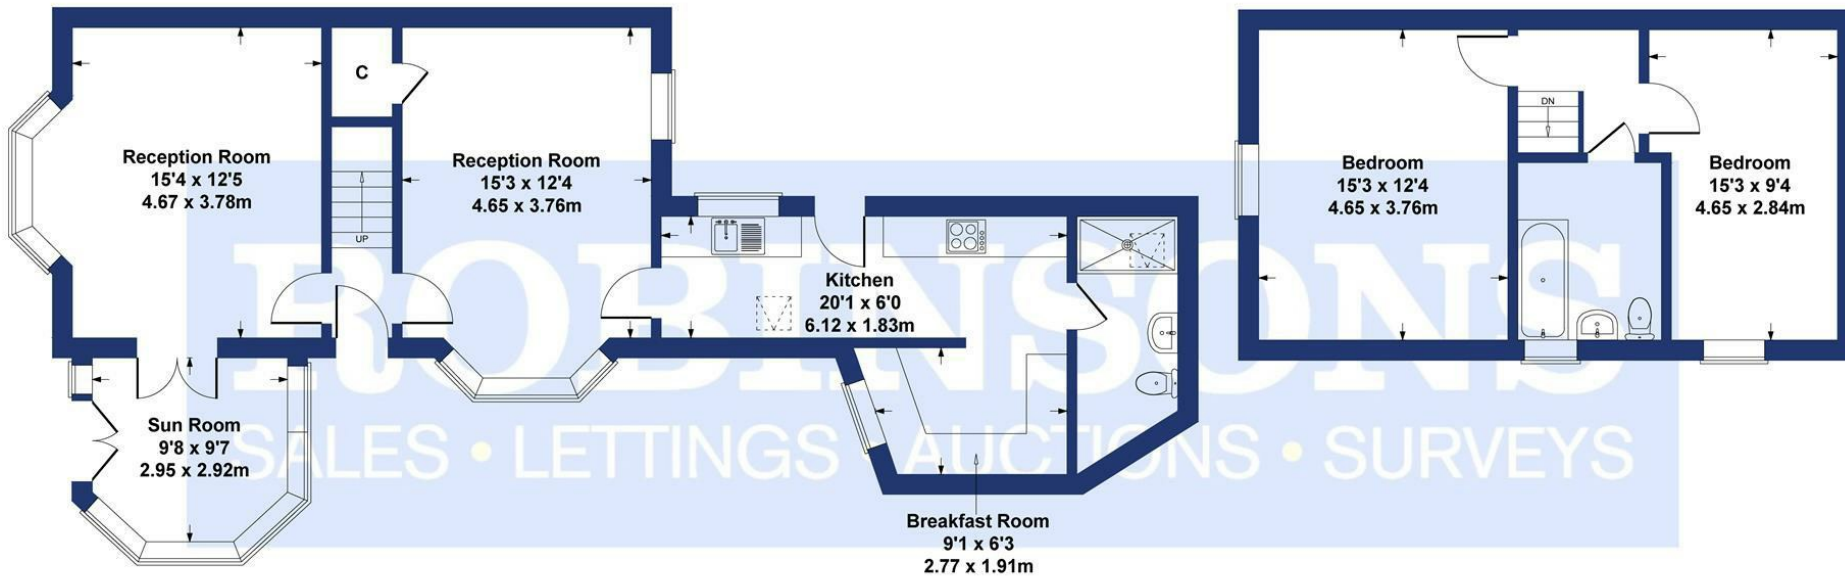 Reception Room
15'4 x 12'5
4.67 x 3.78m
C
UP
Reception Room
15'3 x 12'4
4.65 x 3.76m
Kitchen
20'1 x 6'0
6.12 x 1.83m
Sun Room
9'8 x 9'7
2.95 x 2.92m
Breakfast Room
9'1 x 6'3
2.77 x 1.91m
Bedroom
15'3 x 12'4
4.65 x 3.76m
DN
Bedroom
15'3 x 9'4
4.65 x 2.84m
ROBINSONS
SALES • LETTINGS • AUCTIONS • SURVEYS